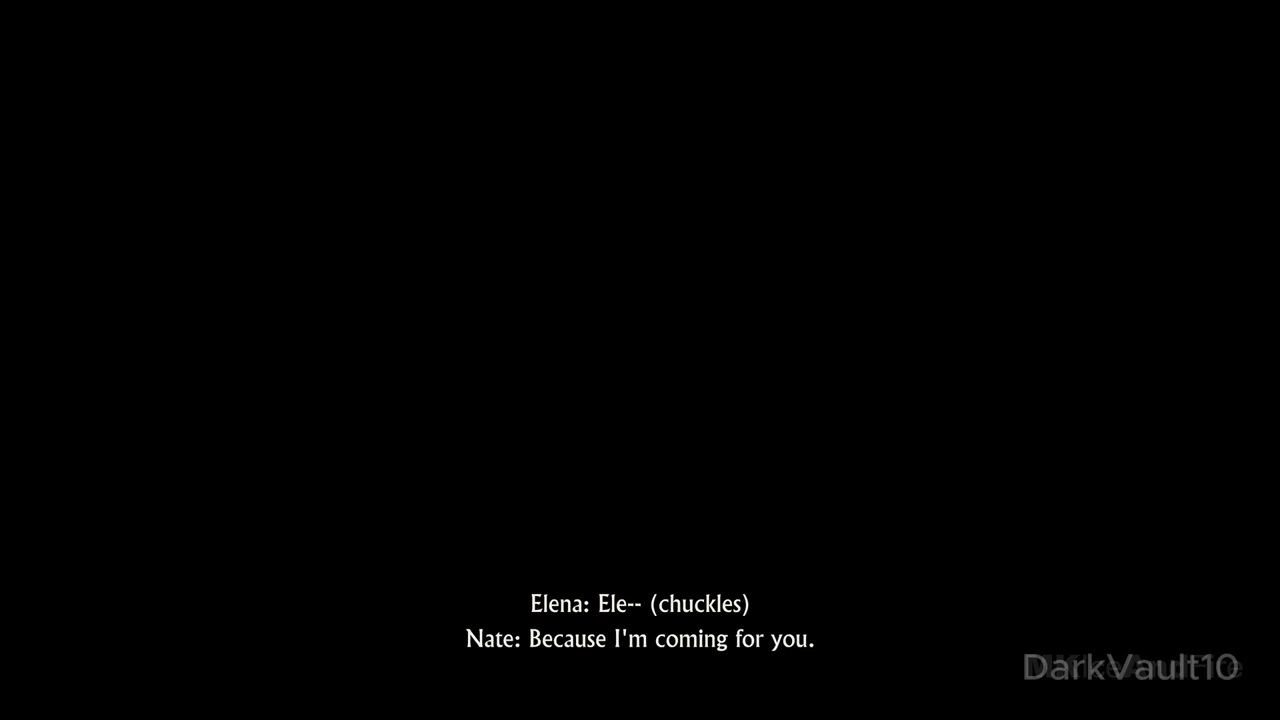 Elena: Ele-- (chuckles)
Nate: Because I'm coming for you.
DarkVault10